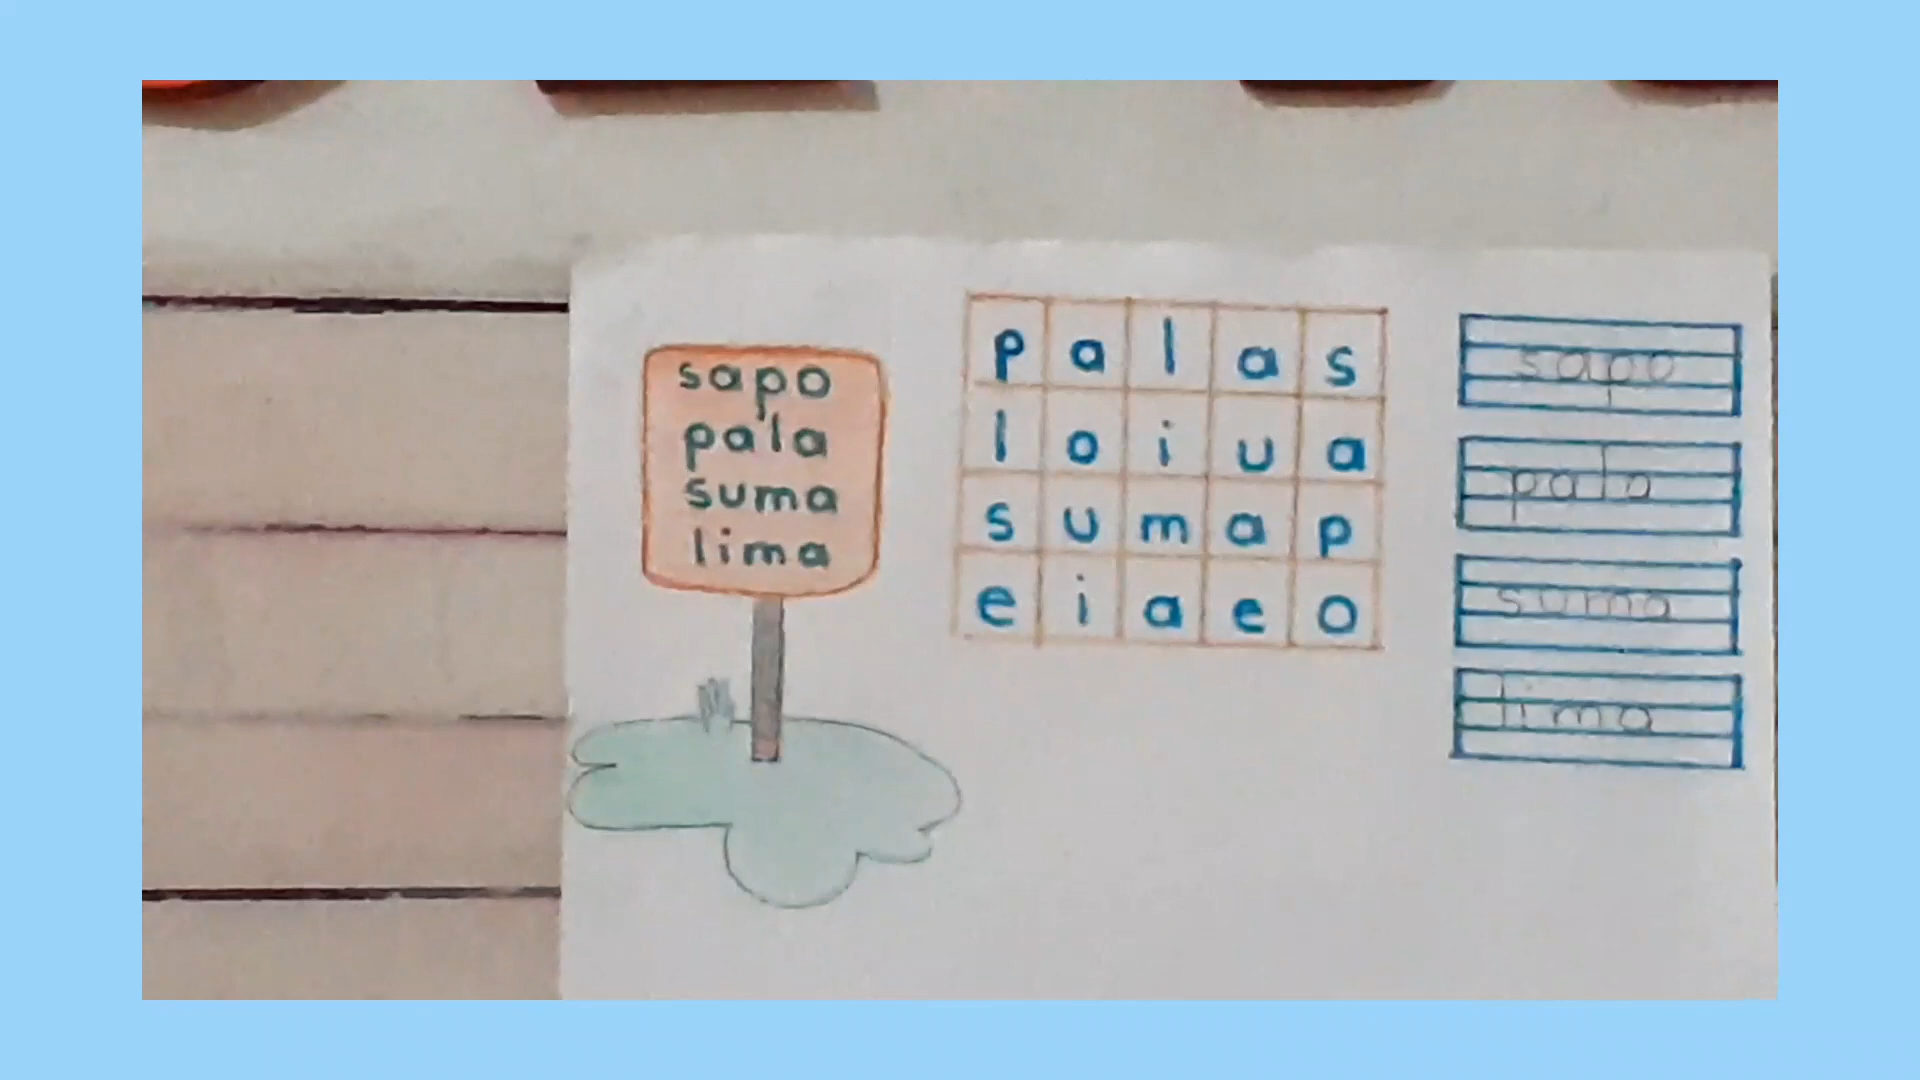 sapo
pala
suma
lima
p a l a s
l o i u a
s u m a p
e i a e o
sapo
pala
suma
lima